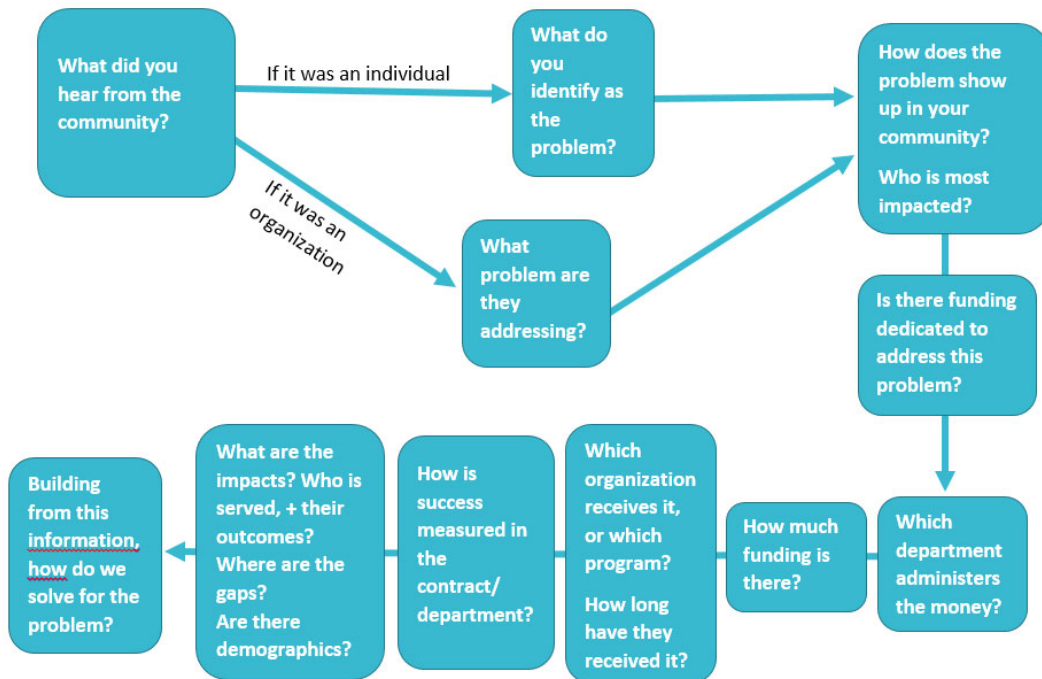 What did you
hear from the
community?
If it was an individual
What do
you
identify as
the
problem?
How does the
problem show
up in your
community?
Who is most
impacted?
If it was an
organization
What
problem are
they
addressing?
Is there funding
dedicated to
address this
problem?
Which
department
administers
the money?
How much
funding is
there?
Which
organization
receives it,
or which
program?
How long
have they
received it?
How is
success
measured in
the
contract/
department?
What are the
impacts? Who is
served, + their
outcomes?
Where are the
gaps?
Are there
demographics?
Building
from this
information,
how do we
solve for the
problem?